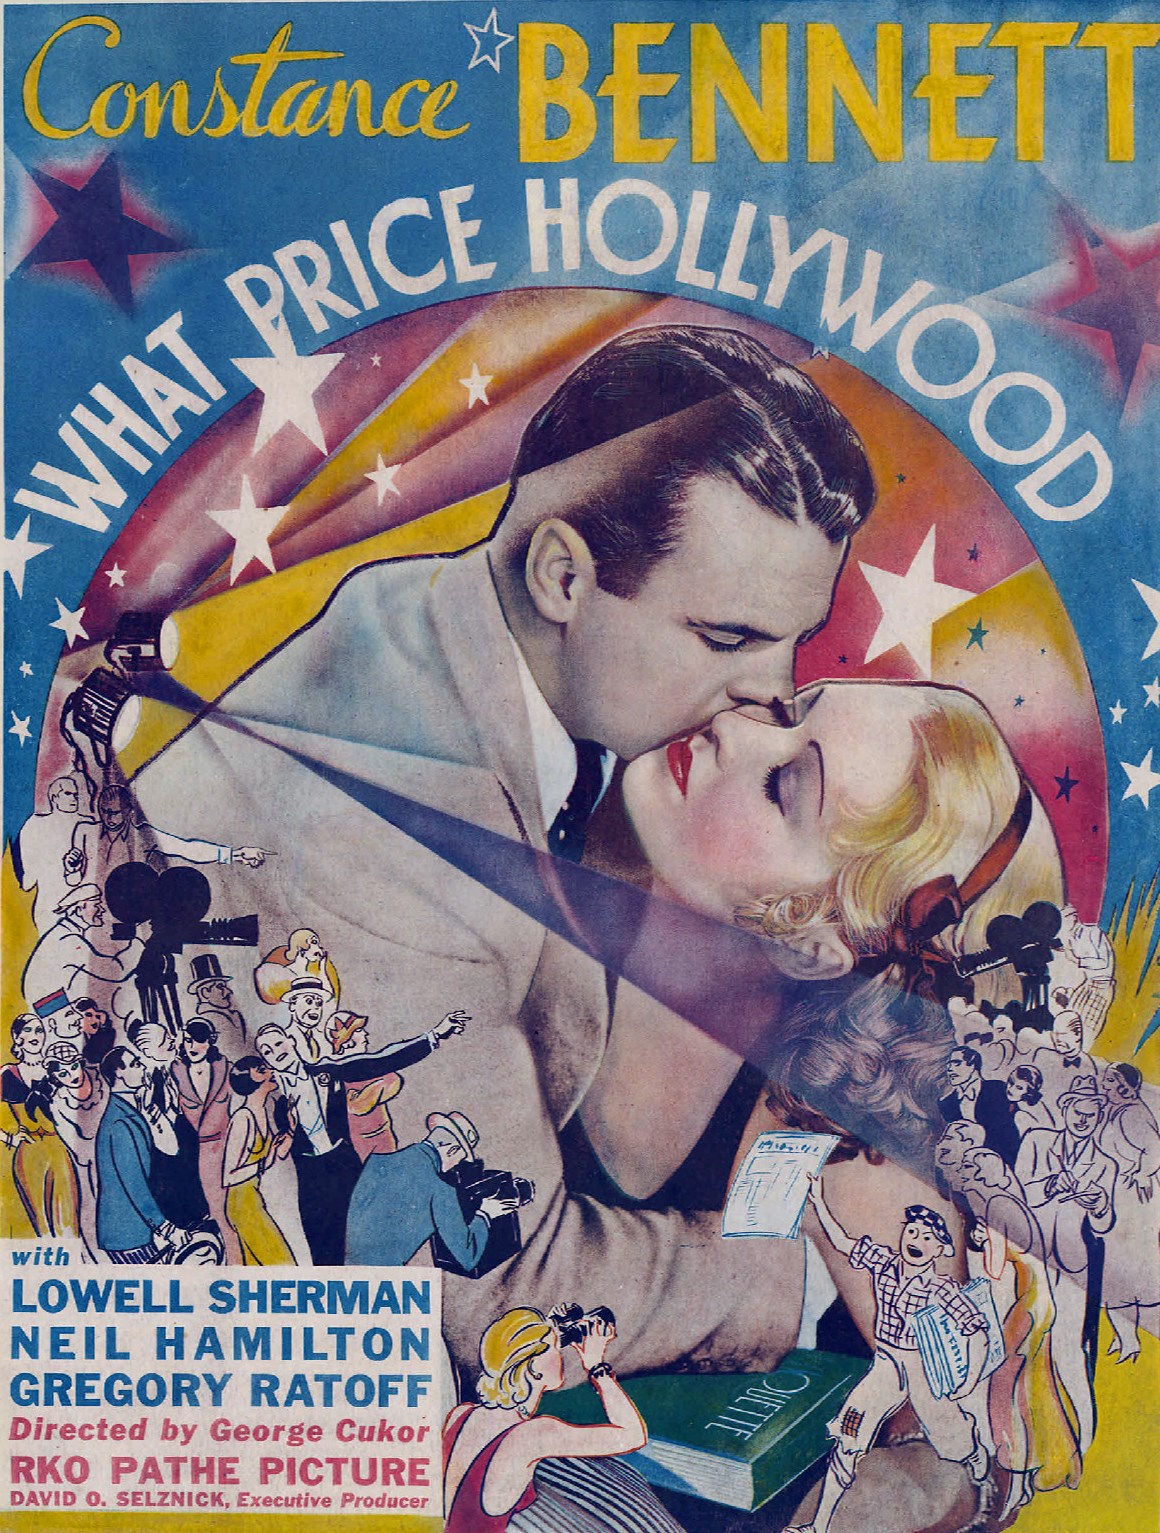 Constance BENNETT
WHAT PRICE HOLLYWOOD
with
LOWELL SHERMAN
NEIL HAMILTON
GREGORY RATOFF
Directed by George Cukor
RKO PATHE PICTURE
DAVID O. SELZNICK, Executive Producer